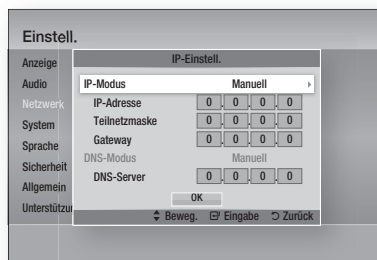 Einstell.
Anzeige
Audio
Netzwerk
System
Sprache
Sicherheit
Allgemein
Unterstützun
IP-Einstell.
IP-Modus Manuell
IP-Adresse 0 . 0 . 0 . 0
Teilnetzmaske 0 . 0 . 0 . 0
Gateway 0 . 0 . 0 . 0
DNS-Modus Manuell
DNS-Server 0 . 0 . 0 . 0
OK
Beweg. Eingabe Zurück